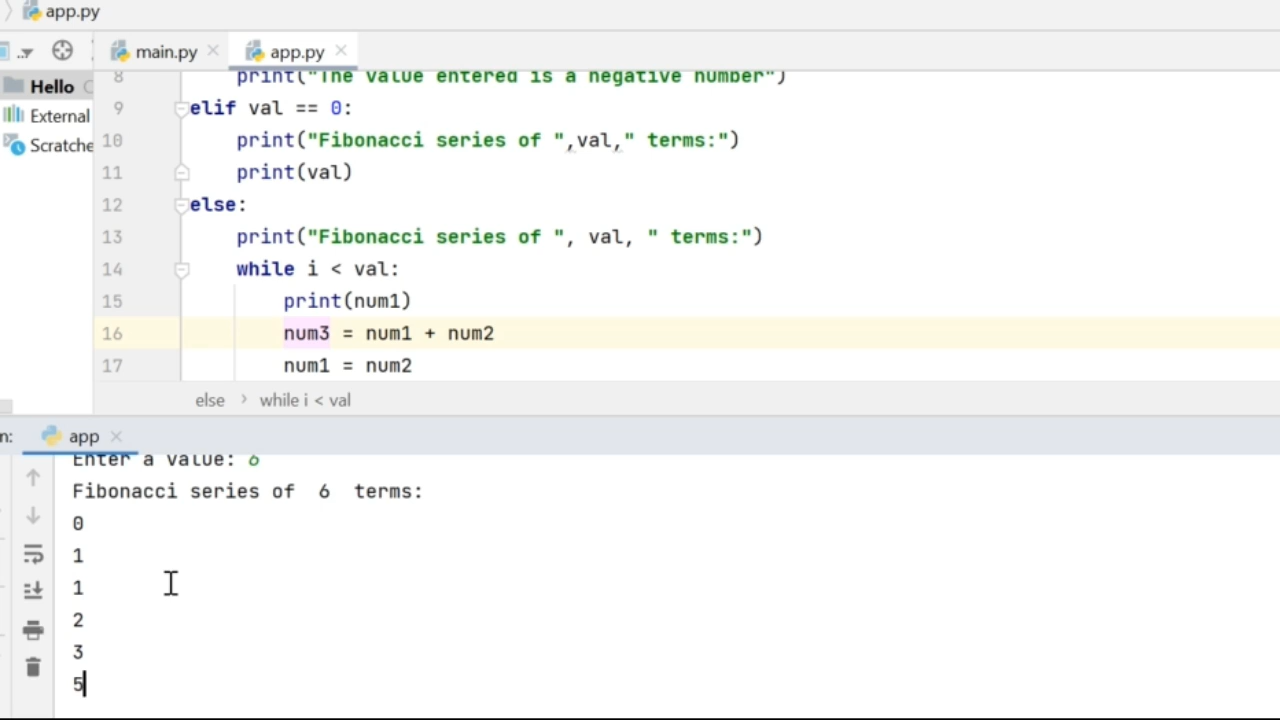 app.py
main.py
app.py
Hello
External
Scratche
8 print("The value entered is a negative number")
9 elif val == 0:
10 print("Fibonacci series of ",val," terms:")
11 print(val)
12 else:
13 print("Fibonacci series of ", val, " terms:")
14 while i < val:
15 print(num1)
16 num3 = num1 + num2
17 num1 = num2
else › while i < val
n: app
Enter a value: 6
Fibonacci series of  6  terms:
0
1
1
2
3
5